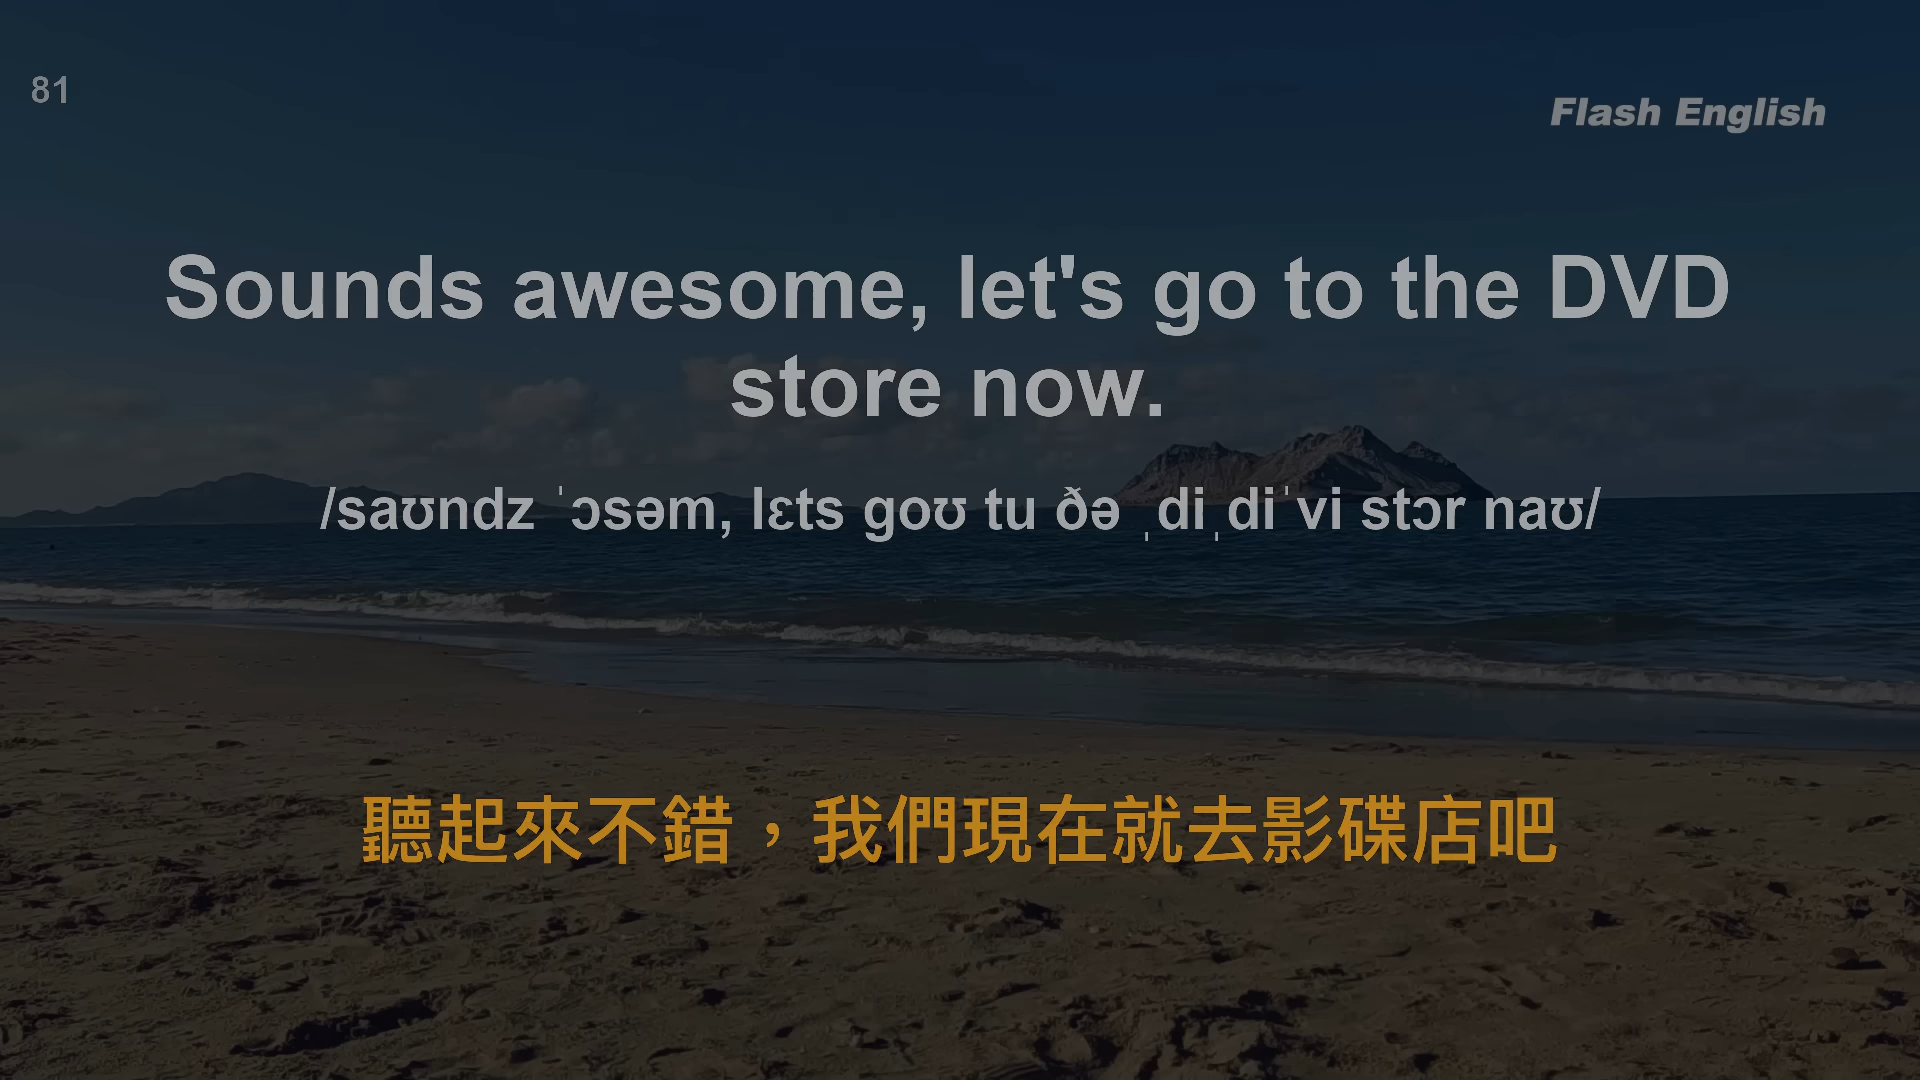 81
Flash English
Sounds awesome, let's go to the DVD
store now.
/saʊndz ˈɔsəm, lɛts goʊ tu ðə ˌdiˌdiˈvi stɔr naʊ/
聽起來不錯，我們現在就去影碟店吧